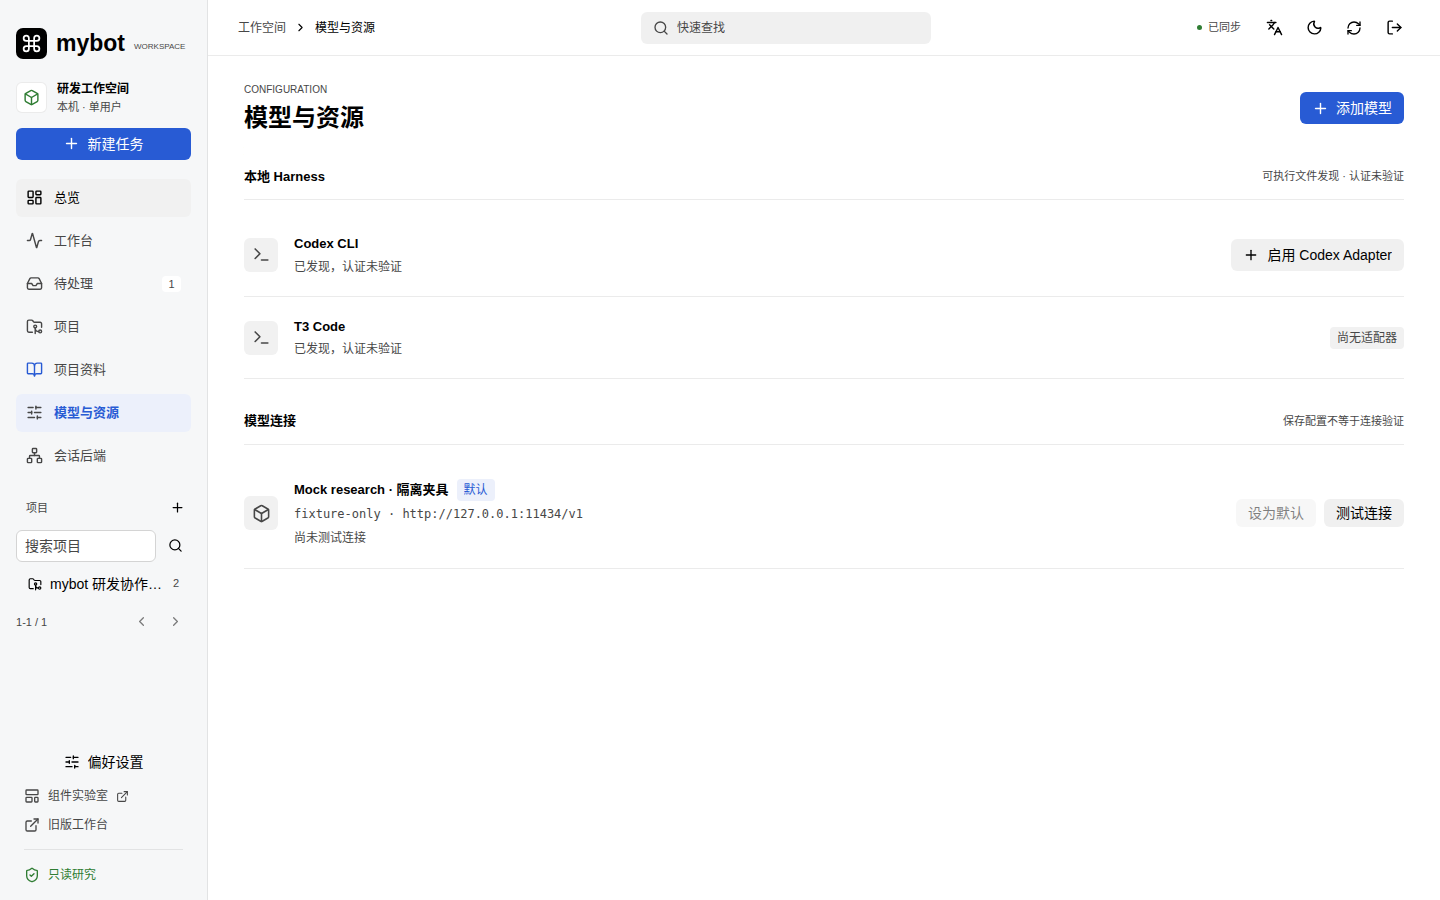 mybot WORKSPACE
研发工作空间
本机 · 单用户
新建任务
总览
工作台
待处理 1
项目
项目资料
模型与资源
会话后端
项目
搜索项目
mybot 研发协作… 2
1-1 / 1
偏好设置
组件实验室
旧版工作台
只读研究
工作空间 模型与资源
快速查找
已同步
CONFIGURATION
模型与资源
添加模型
本地 Harness
可执行文件发现 · 认证未验证
Codex CLI
已发现，认证未验证
启用 Codex Adapter
T3 Code
已发现，认证未验证
尚无适配器
模型连接
保存配置不等于连接验证
Mock research · 隔离夹具 默认
fixture-only · http://127.0.0.1:11434/v1
尚未测试连接
设为默认 测试连接